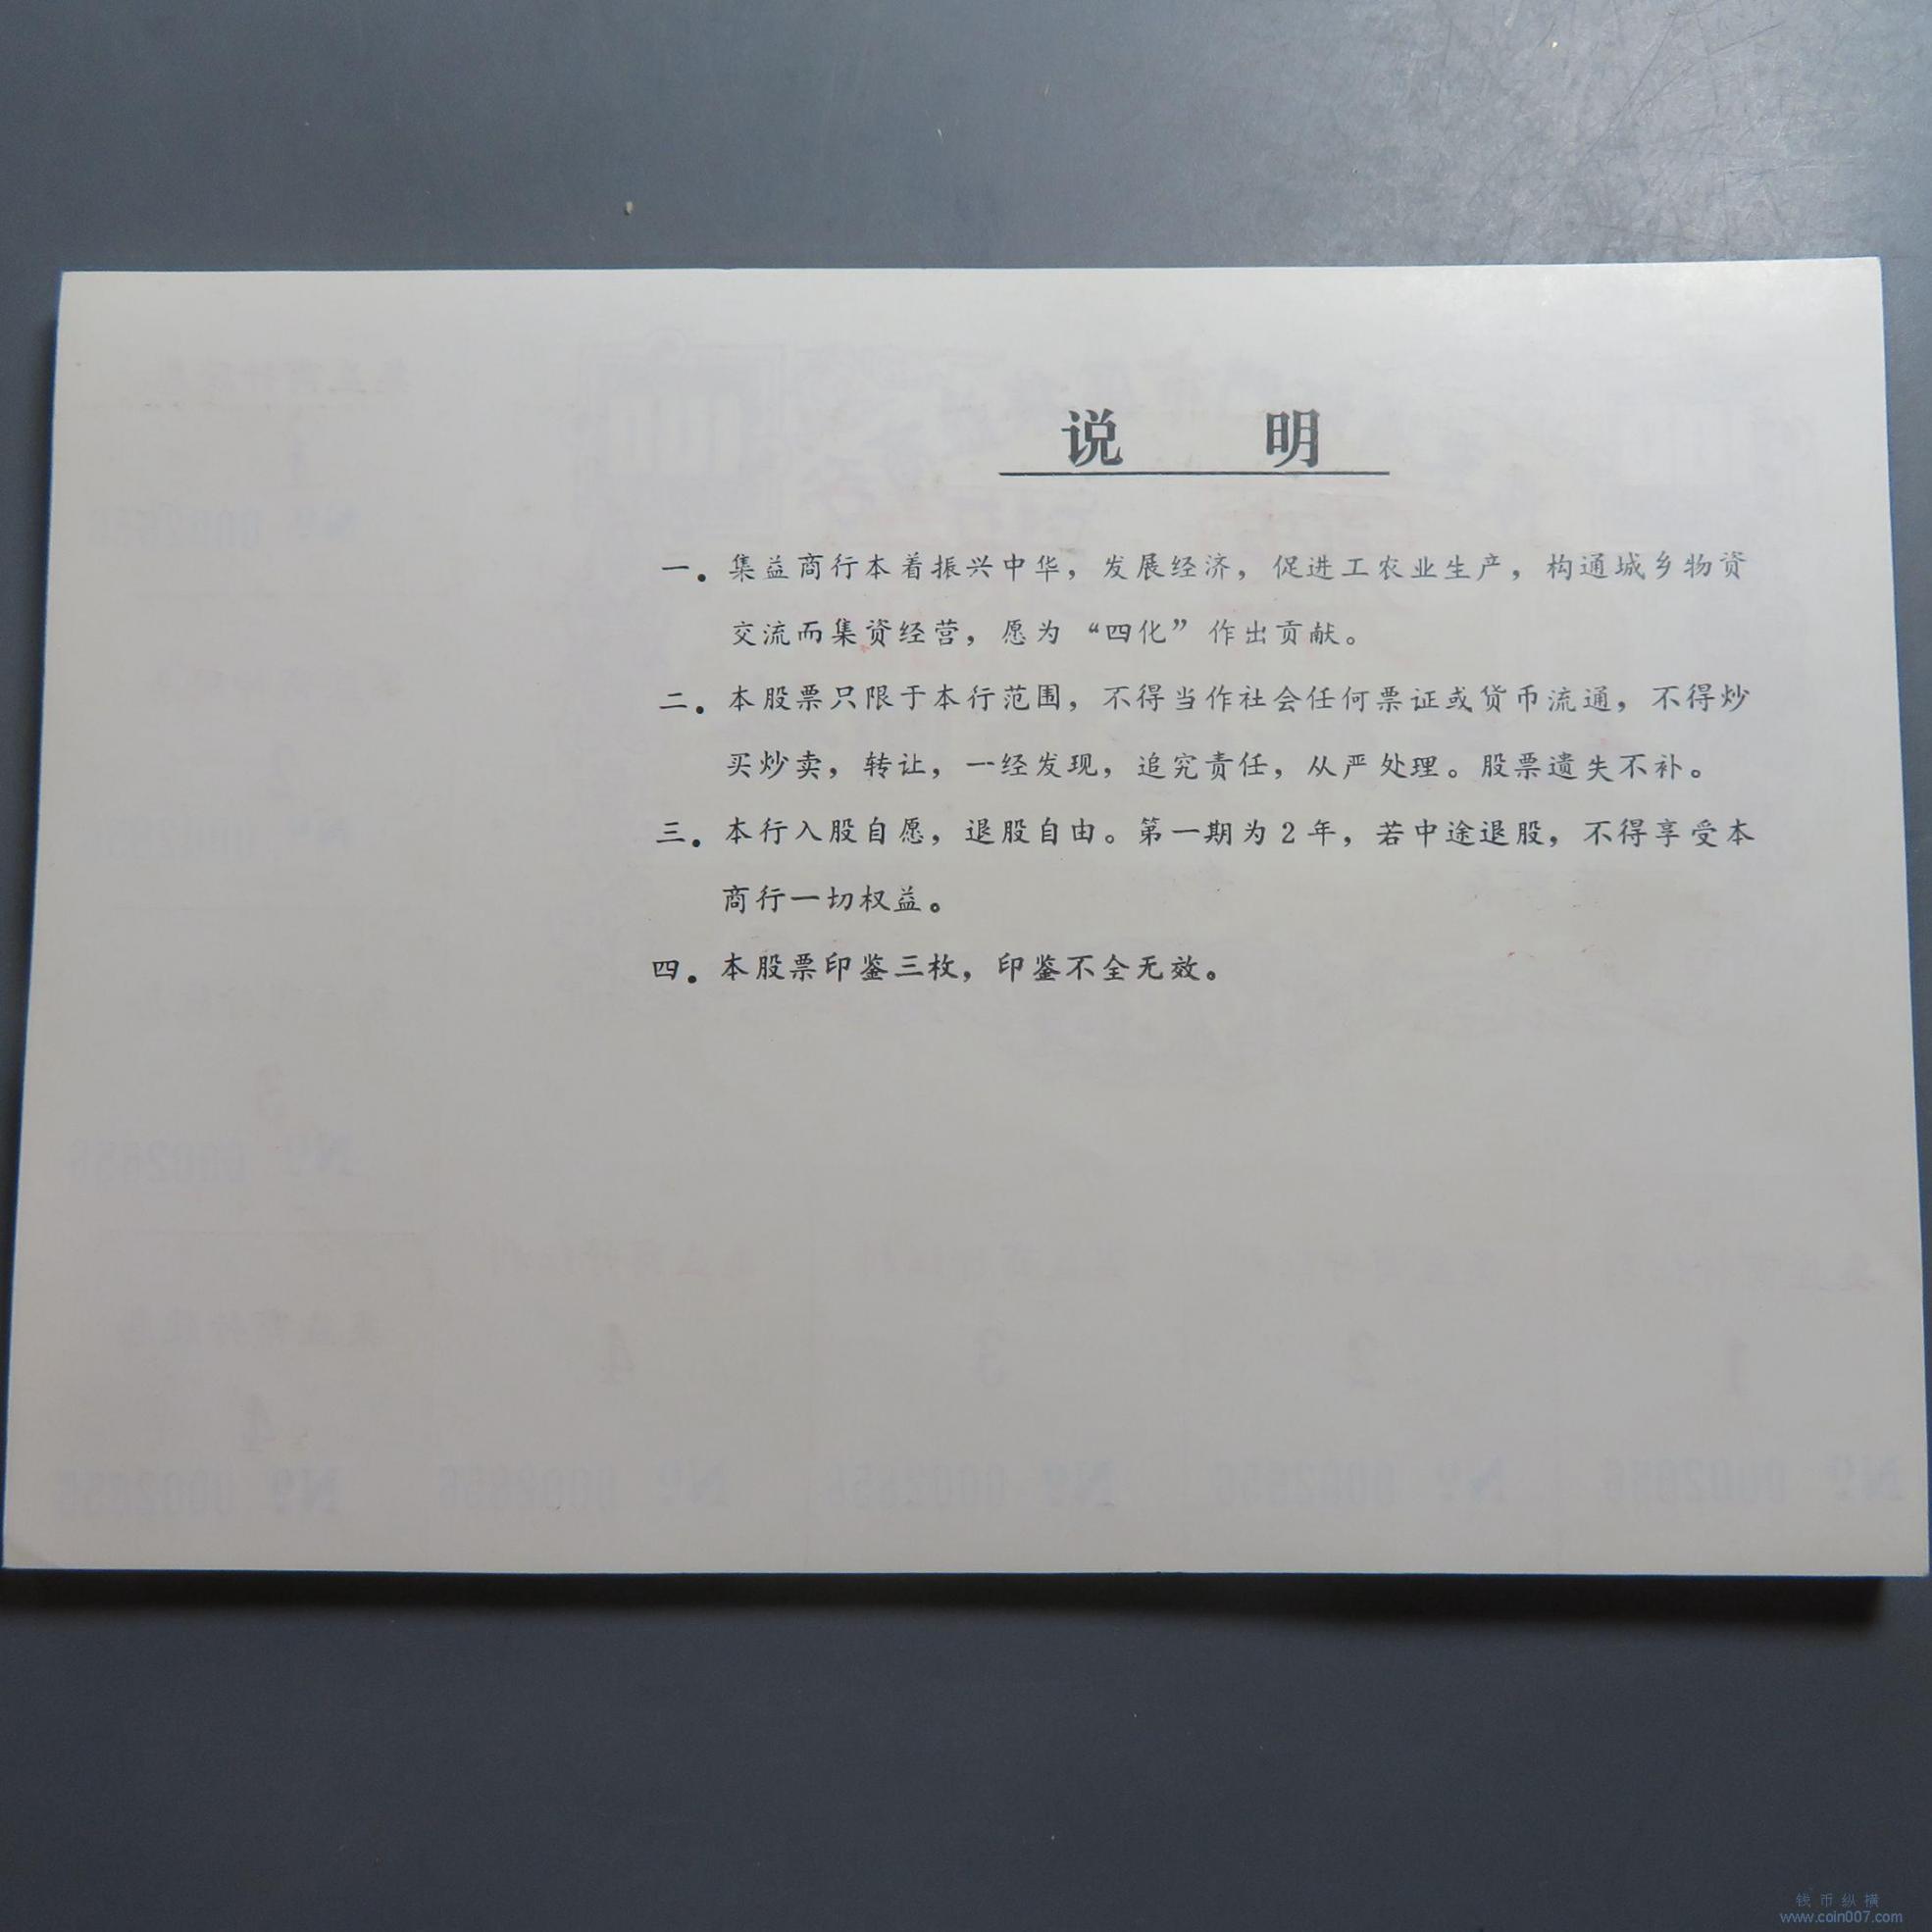 说 明
一. 集益商行本着振兴中华，发展经济，促进工农业生产，构通城乡物资
交流而集资经营，愿为“四化”作出贡献。
二. 本股票只限于本行范围，不得当作社会任何票证或货币流通，不得炒
买炒卖，转让，一经发现，追究责任，从严处理。股票遗失不补。
三. 本行入股自愿，退股自由。第一期为2年，若中途退股，不得享受本
商行一切权益。
四. 本股票印鉴三枚，印鉴不全无效。
钱币纵横
www.coin007.com